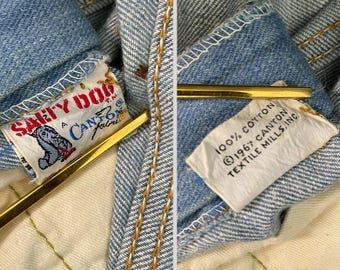 SALTY DOG
A
CANTON
Fabric
100% COTTON
©1967 CANTON
TEXTILE MILLS, INC.